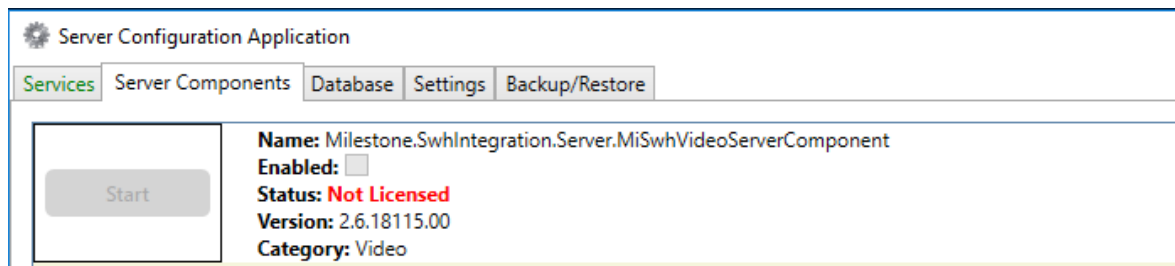 Server Configuration Application
Services Server Components Database Settings Backup/Restore
Start
Name: Milestone.SwhIntegration.Server.MiSwhVideoServerComponent
Enabled:
Status: Not Licensed
Version: 2.6.18115.00
Category: Video